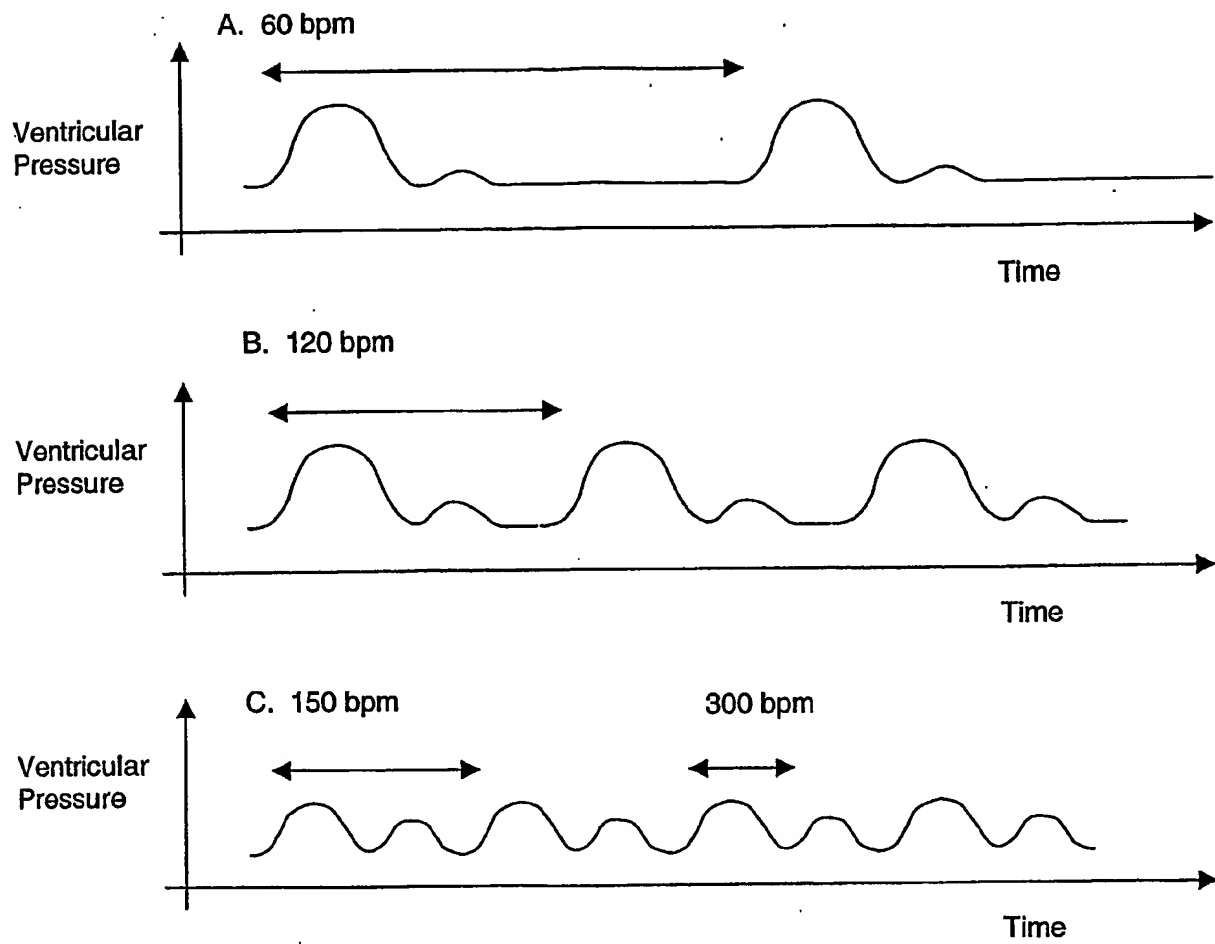 A. 60 bpm
Ventricular
Pressure
Time
B. 120 bpm
Ventricular
Pressure
Time
C. 150 bpm
300 bpm
Ventricular
Pressure
Time